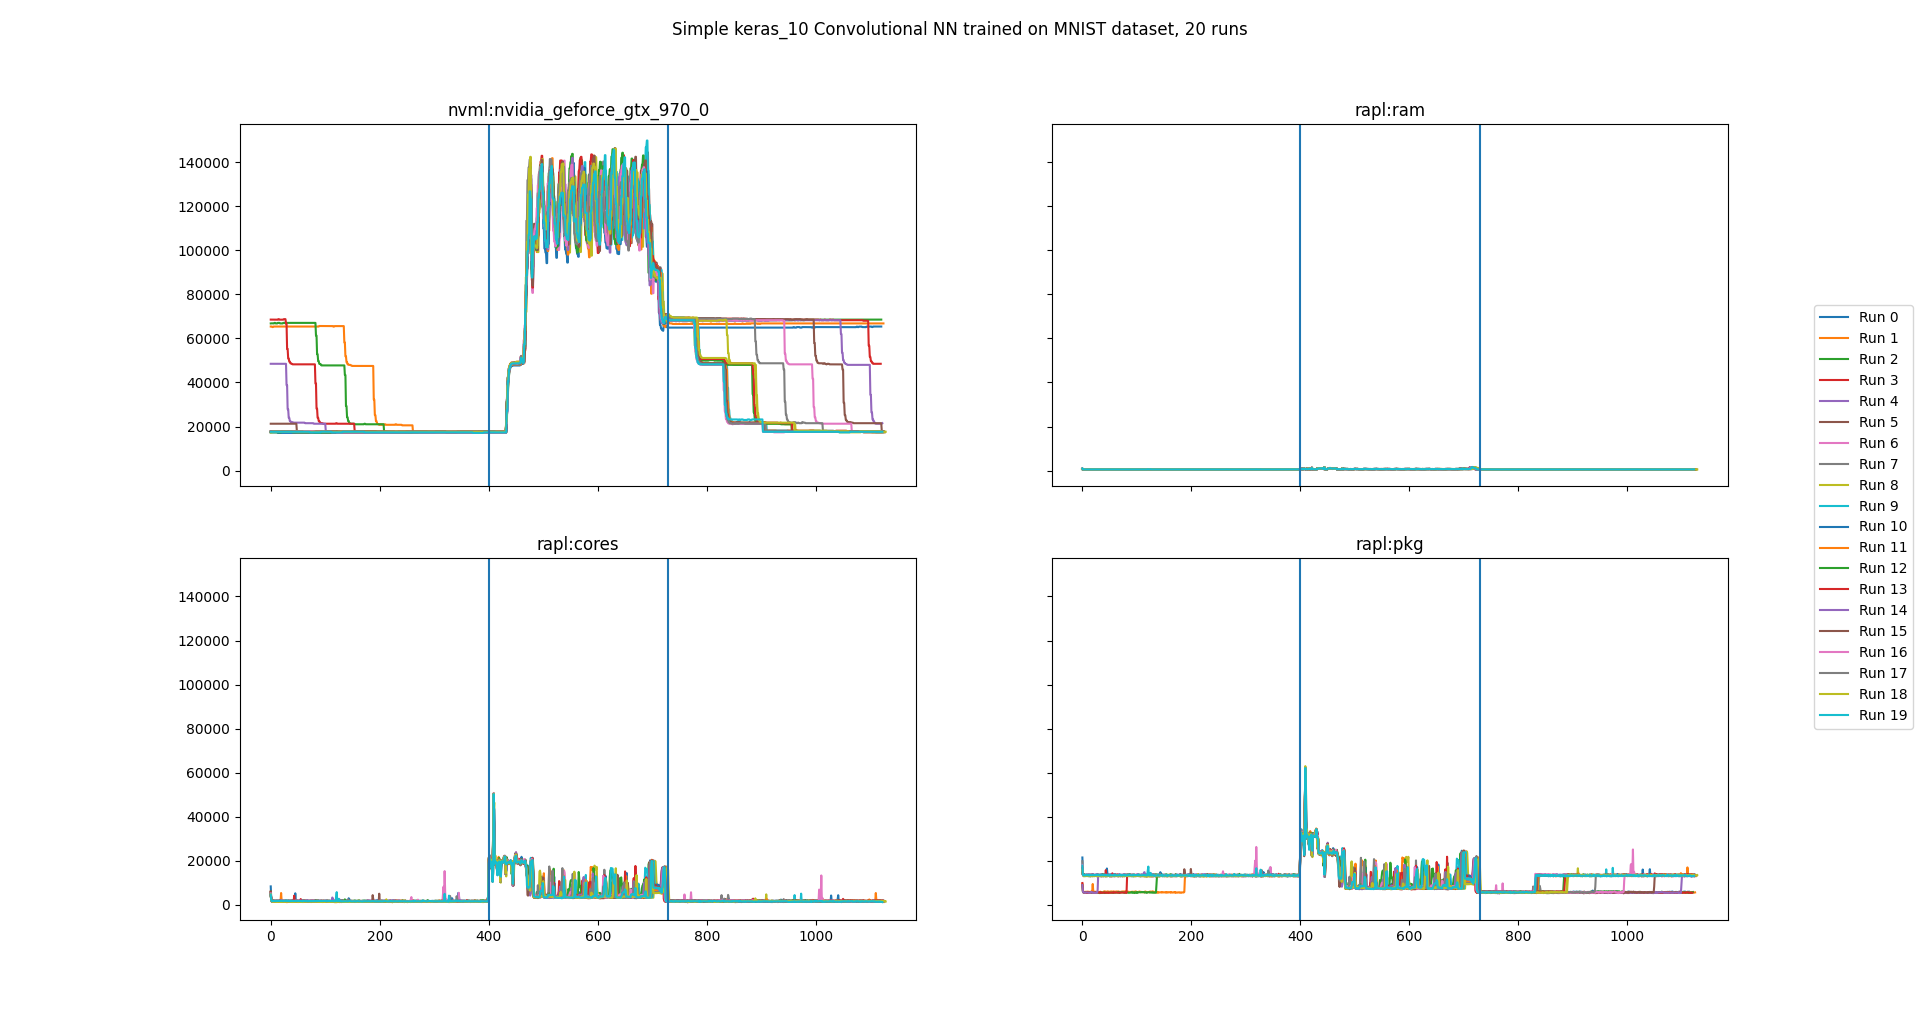 Simple keras_10 Convolutional NN trained on MNIST dataset, 20 runs
nvml:nvidia_geforce_gtx_970_0
140000
120000
100000
80000
60000
40000
20000
0
rapl:ram
rapl:cores
140000
120000
100000
80000
60000
40000
20000
0
0 200 400 600 800 1000
rapl:pkg
0 200 400 600 800 1000
Run 0
Run 1
Run 2
Run 3
Run 4
Run 5
Run 6
Run 7
Run 8
Run 9
Run 10
Run 11
Run 12
Run 13
Run 14
Run 15
Run 16
Run 17
Run 18
Run 19